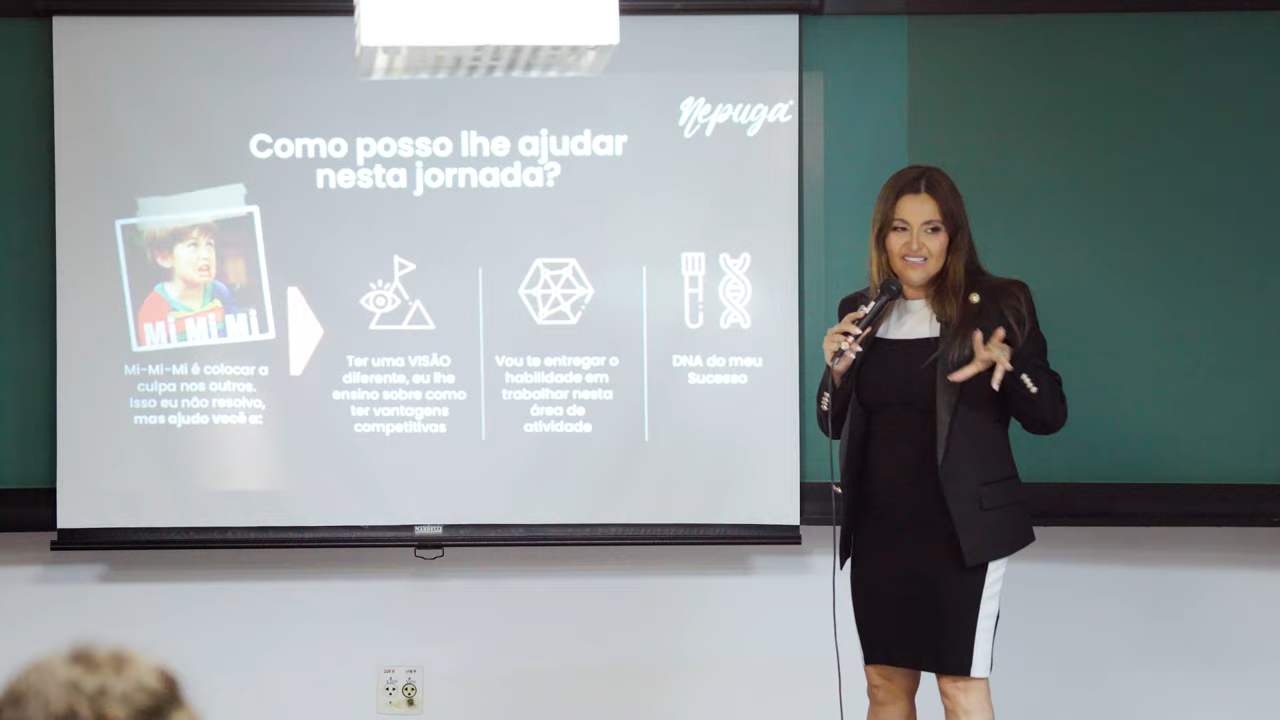 Nepuga
Como posso lhe ajudar
nesta jornada?
Mi Mi Mi
Mi-Mi-Mi é colocar a
culpa nos outros.
Isso eu não resolvo,
mas ajudo você a:
Ter uma VISÃO
diferente, eu lhe
ensino sobre como
ter vantagens
competitivas
Vou te entregar o
habilidade em
trabalhar nesta
área de
atividade
DNA do meu
Sucesso